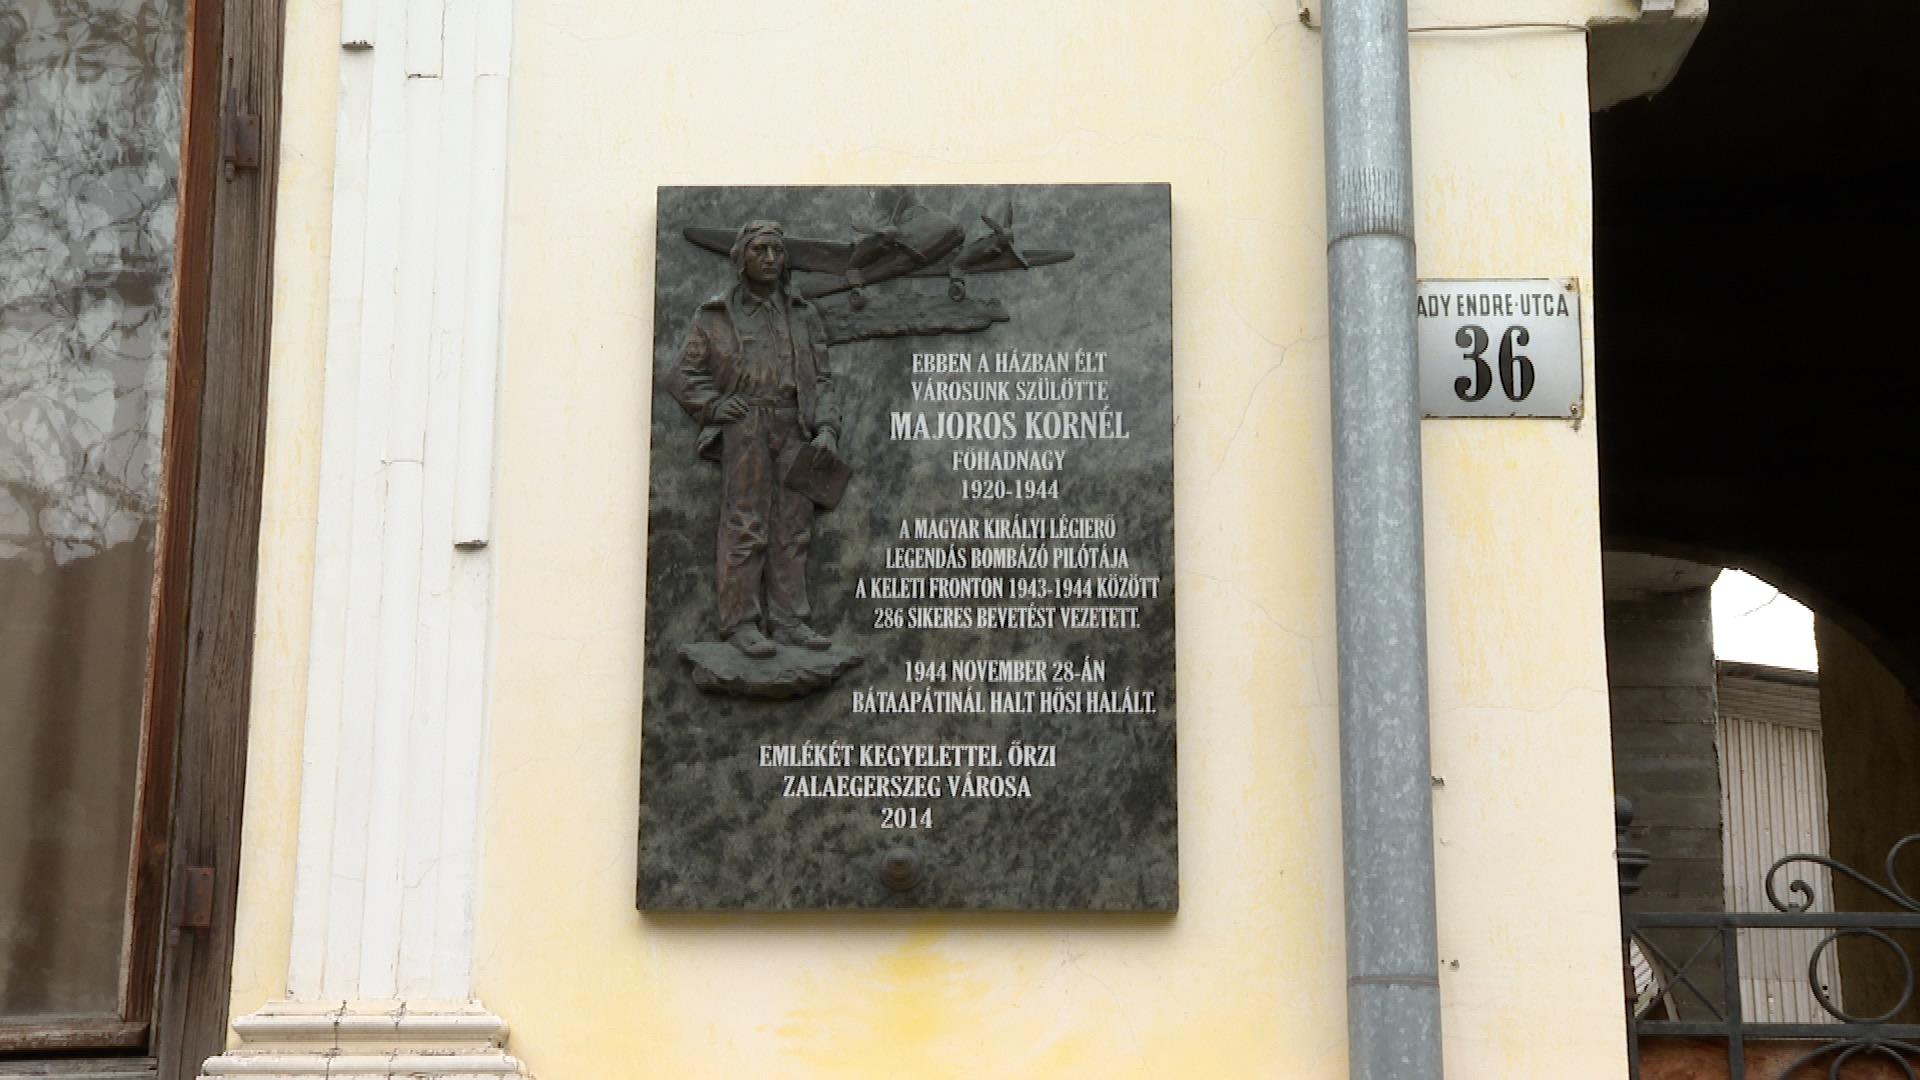 EBBEN A HÁZBAN ÉLT
VÁROSUNK SZÜLÖTTE
MAJOROS KORNÉL
FŐHADNAGY
1920-1944
A MAGYAR KIRÁLYI LÉGIERŐ
LEGENDÁS BOMBÁZÓ PILÓTÁJA
A KELETI FRONTON 1943-1944 KÖZÖTT
286 SIKERES BEVETÉST VEZETETT.
1944 NOVEMBER 28-ÁN
BÁTAAPÁTINÁL HALT HŐSI HALÁLT.
EMLÉKÉT KEGYELETTEL ŐRZI
ZALAEGERSZEG VÁROSA
2014
ADY ENDRE·UTCA
36